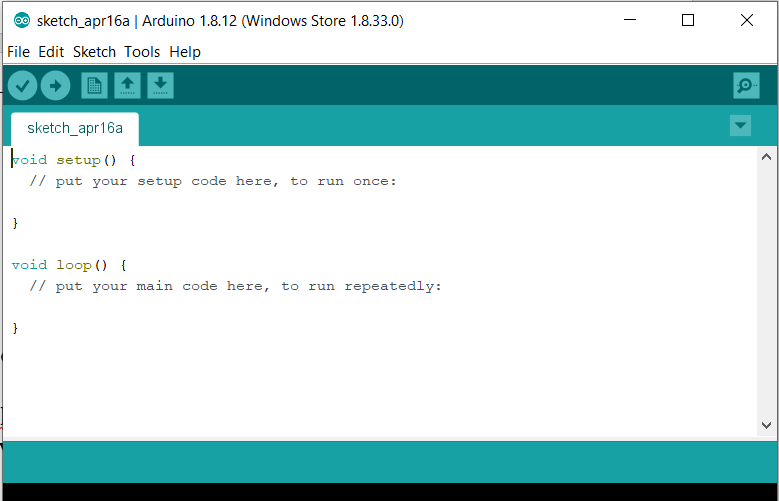 sketch_apr16a | Arduino 1.8.12 (Windows Store 1.8.33.0)
File Edit Sketch Tools Help
sketch_apr16a
void setup() {
  // put your setup code here, to run once:
}
void loop() {
  // put your main code here, to run repeatedly:
}